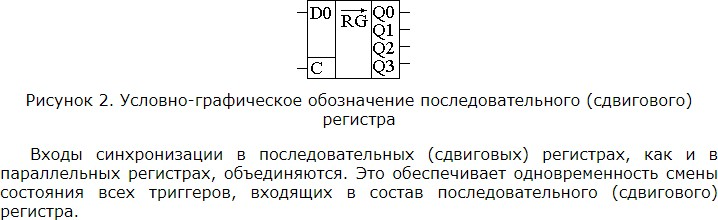 D0 RG Q0
Q1
Q2
C Q3
Рисунок 2. Условно-графическое обозначение последовательного (сдвигового)
регистра
Входы синхронизации в последовательных (сдвиговых) регистрах, как и в
параллельных регистрах, объединяются. Это обеспечивает одновременность смены
состояния всех триггеров, входящих в состав последовательного (сдвигового)
регистра.